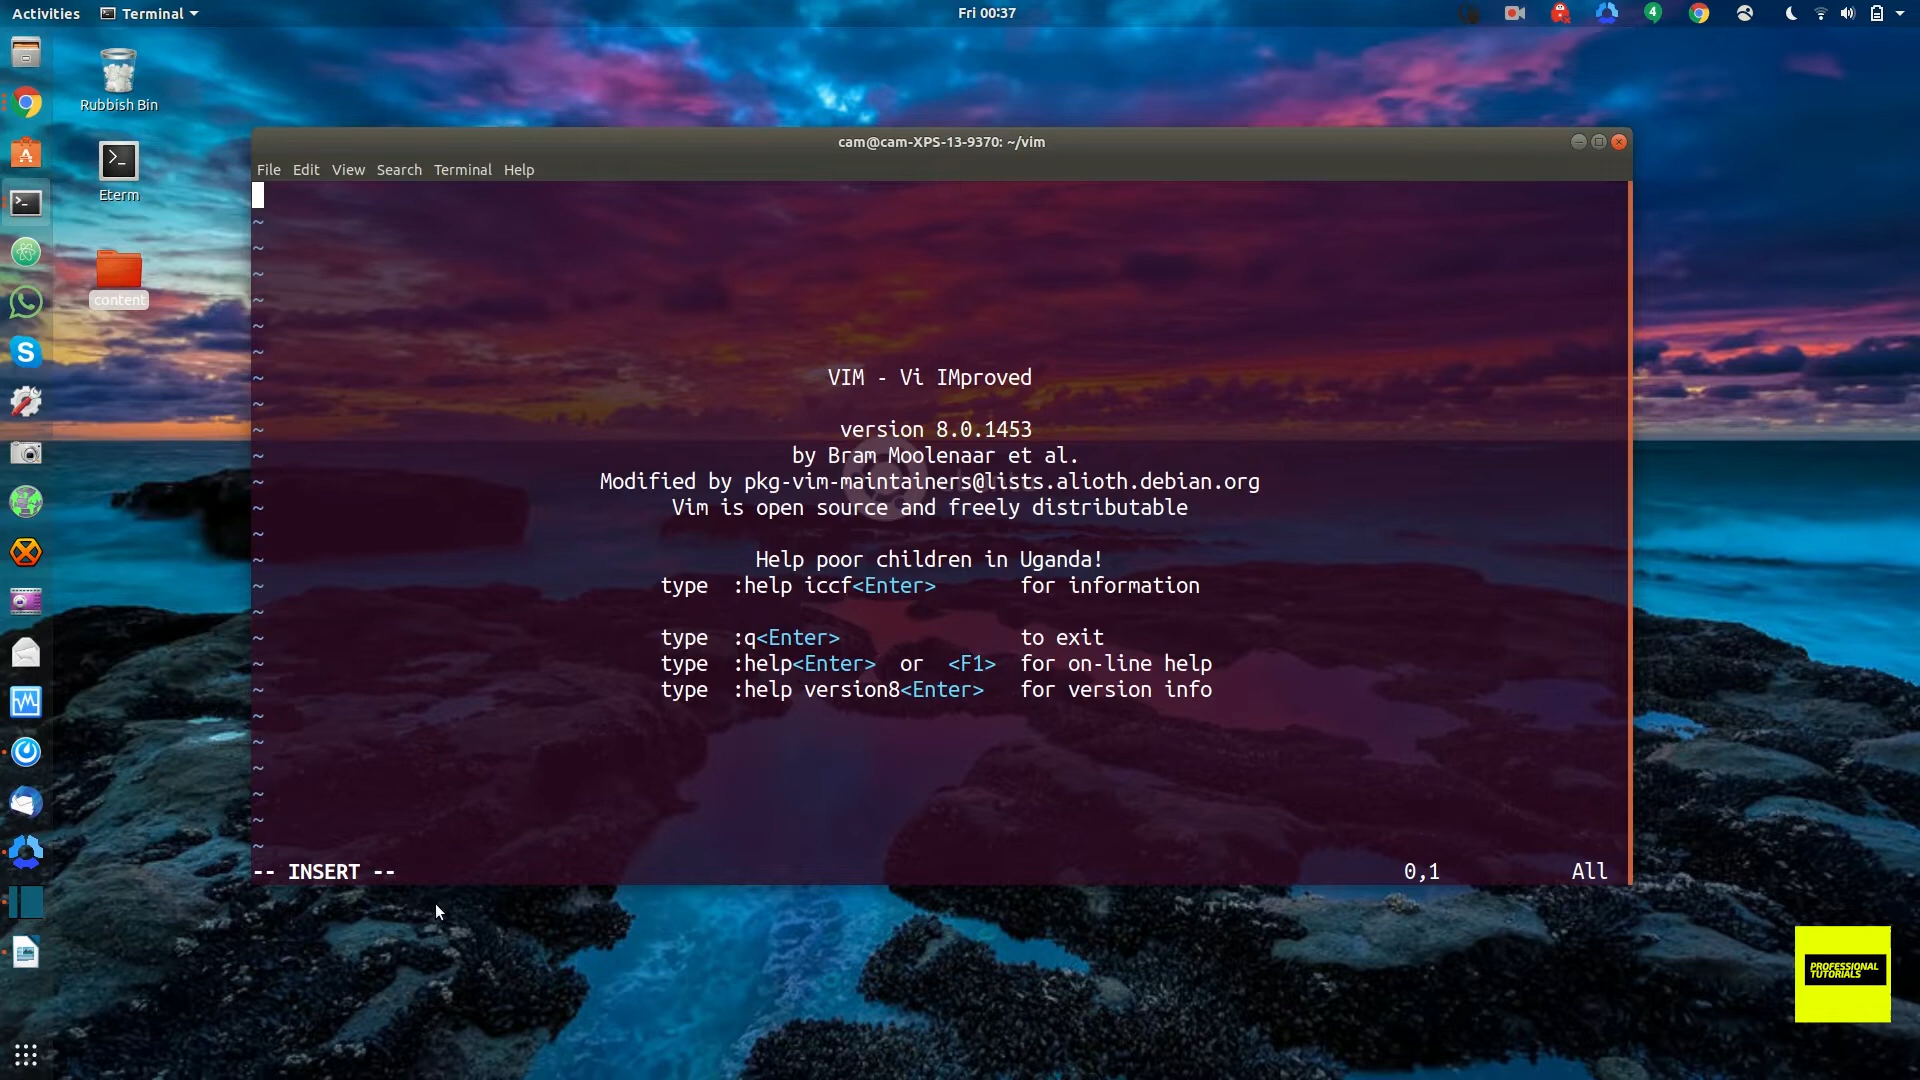 Activities Terminal Fri 00:37 4
Rubbish Bin
Eterm
content
cam@cam-XPS-13-9370: ~/vim
File Edit View Search Terminal Help
~
~
~
~
~
~
~ VIM - Vi IMproved
~
~ version 8.0.1453
~ by Bram Moolenaar et al.
~ Modified by pkg-vim-maintainers@lists.alioth.debian.org
~ Vim is open source and freely distributable
~
~ Help poor children in Uganda!
~ type :help iccf<Enter> for information
~
~ type :q<Enter> to exit
~ type :help<Enter> or <F1> for on-line help
~ type :help version8<Enter> for version info
~
~
~
~
~
~
-- INSERT -- 0,1 All
PROFESSIONAL
TUTORIALS